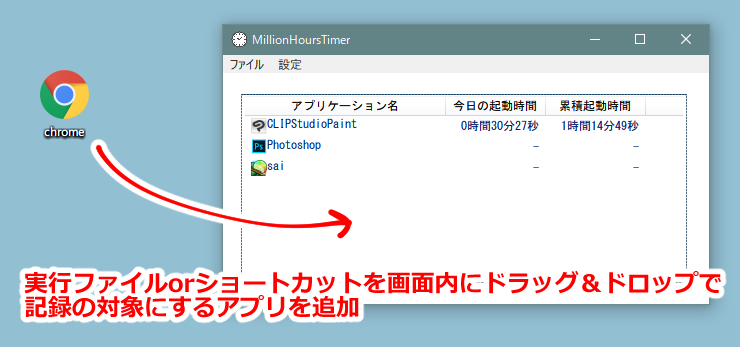 MillionHoursTimer
ファイル 設定
chrome
アプリケーション名 今日の起動時間 累積起動時間
CLIPStudioPaint 0時間30分27秒 1時間14分49秒
Ps Photoshop - -
sai - -
実行ファイルorショートカットを画面内にドラッグ＆ドロップで
記録の対象にするアプリを追加